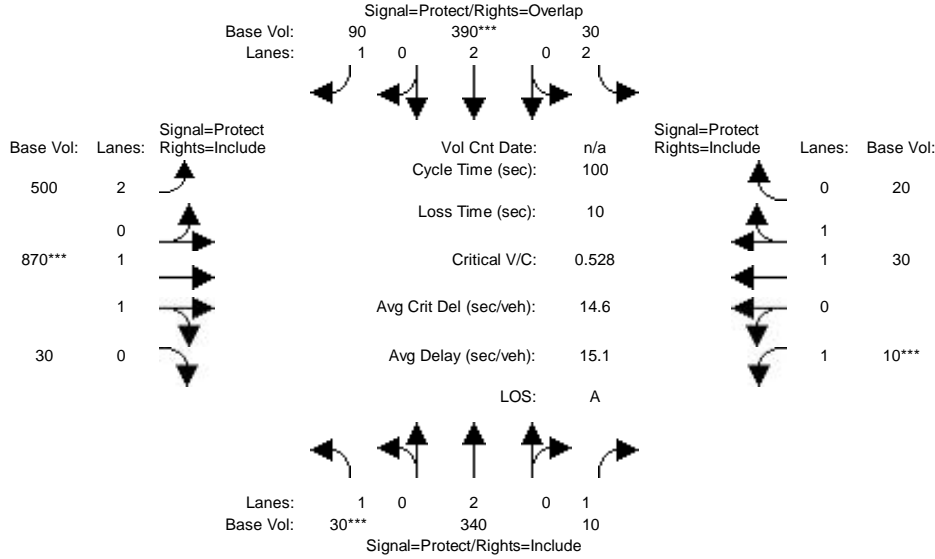 Signal=Protect/Rights=Overlap
Base Vol: 90 390*** 30
Lanes: 1 0 2 0 2
Signal=Protect Signal=Protect
Base Vol: Lanes: Rights=Include Vol Cnt Date: n/a Rights=Include Lanes: Base Vol:
Cycle Time (sec): 100
500 2 0 20
Loss Time (sec): 10
0 1
870*** 1 Critical V/C: 0.528 1 30
1 Avg Crit Del (sec/veh): 14.6 0
30 0 Avg Delay (sec/veh): 15.1 1 10***
LOS: A
Lanes: 1 0 2 0 1
Base Vol: 30*** 340 10
Signal=Protect/Rights=Include